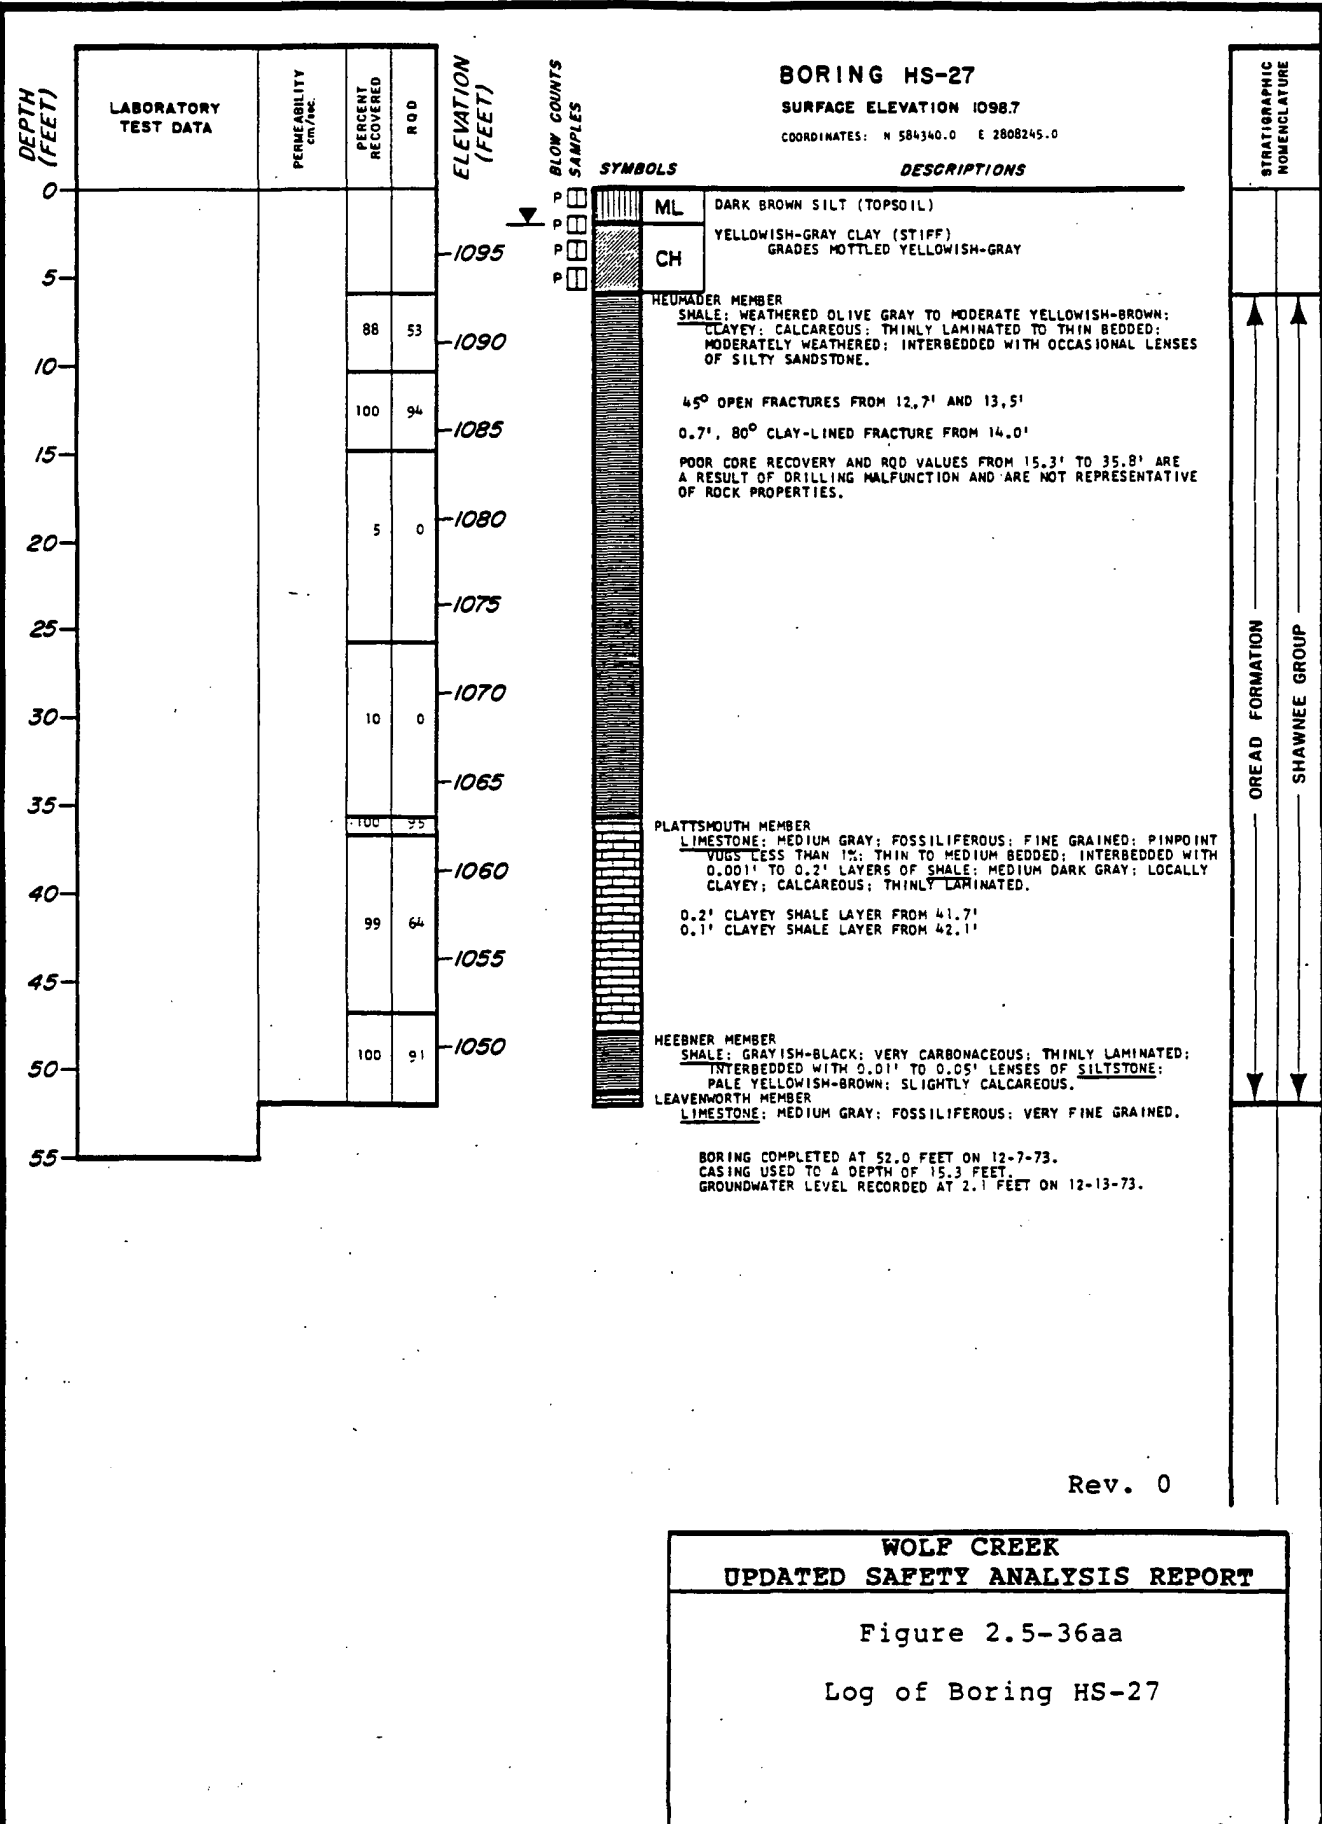 BORING HS-27
SURFACE ELEVATION 1098.7
COORDINATES: N 584340.0 E 2808245.0
DEPTH
(FEET)
LABORATORY
TEST DATA
PERMEABILITY
cm/sec.
PERCENT
RECOVERED
RQD
ELEVATION
(FEET)
BLOW COUNTS
SAMPLES
SYMBOLS
DESCRIPTIONS
STRATIGRAPHIC
NOMENCLATURE
0
5
10
15
20
25
30
35
40
45
50
55
88 53
100 94
5 0
10 0
100 95
99 64
100 91
1095
1090
1085
1080
1075
1070
1065
1060
1055
1050
P
P
P
P
ML
CH
DARK BROWN SILT (TOPSOIL)
YELLOWISH-GRAY CLAY (STIFF)
GRADES MOTTLED YELLOWISH-GRAY
HEUMADER MEMBER
SHALE: WEATHERED OLIVE GRAY TO MODERATE YELLOWISH-BROWN;
CLAYEY; CALCAREOUS; THINLY LAMINATED TO THIN BEDDED;
MODERATELY WEATHERED; INTERBEDDED WITH OCCASIONAL LENSES
OF SILTY SANDSTONE.
45° OPEN FRACTURES FROM 12.7' AND 13.5'
0.7', 80° CLAY-LINED FRACTURE FROM 14.0'
POOR CORE RECOVERY AND RQD VALUES FROM 15.3' TO 35.8' ARE
A RESULT OF DRILLING MALFUNCTION AND ARE NOT REPRESENTATIVE
OF ROCK PROPERTIES.
PLATTSMOUTH MEMBER
LIMESTONE: MEDIUM GRAY; FOSSILIFEROUS; FINE GRAINED; PINPOINT
VUGS LESS THAN 1%; THIN TO MEDIUM BEDDED; INTERBEDDED WITH
0.001' TO 0.2' LAYERS OF SHALE; MEDIUM DARK GRAY; LOCALLY
CLAYEY; CALCAREOUS; THINLY LAMINATED.
0.2' CLAYEY SHALE LAYER FROM 41.7'
0.1' CLAYEY SHALE LAYER FROM 42.1'
HEEBNER MEMBER
SHALE: GRAYISH-BLACK; VERY CARBONACEOUS; THINLY LAMINATED;
INTERBEDDED WITH 0.01' TO 0.05' LENSES OF SILTSTONE;
PALE YELLOWISH-BROWN; SLIGHTLY CALCAREOUS.
LEAVENWORTH MEMBER
LIMESTONE: MEDIUM GRAY; FOSSILIFEROUS; VERY FINE GRAINED.
BORING COMPLETED AT 52.0 FEET ON 12-7-73.
CASING USED TO A DEPTH OF 15.3 FEET.
GROUNDWATER LEVEL RECORDED AT 2.1 FEET ON 12-13-73.
OREAD FORMATION
SHAWNEE GROUP
Rev. 0
WOLF CREEK
UPDATED SAFETY ANALYSIS REPORT
Figure 2.5-36aa
Log of Boring HS-27